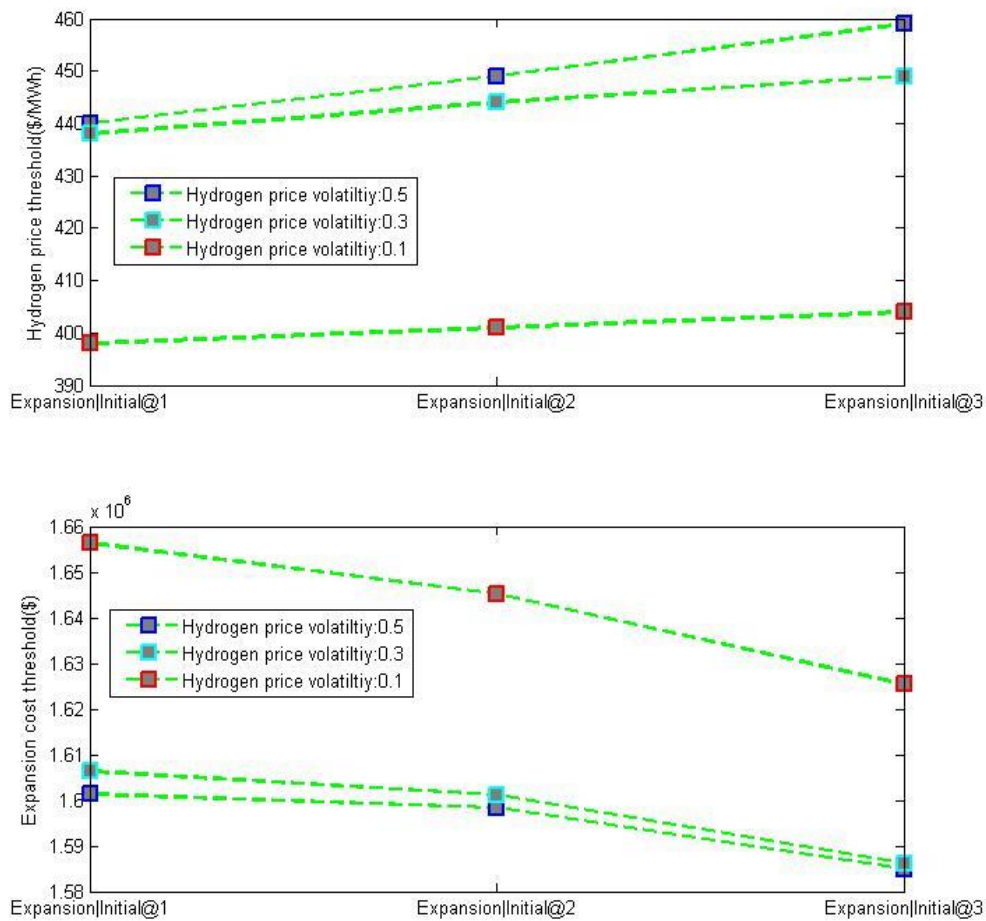 460
450
440
430
420
410
400
390
Hydrogen price threshold($/MWh)
Hydrogen price volatiltiy:0.5
Hydrogen price volatiltiy:0.3
Hydrogen price volatiltiy:0.1
Expansion|Initial@1 Expansion|Initial@2 Expansion|Initial@3
x 10^6
1.66
1.65
1.64
1.63
1.62
1.61
1.6
1.59
1.58
Expansion cost threshold($)
Hydrogen price volatiltiy:0.5
Hydrogen price volatiltiy:0.3
Hydrogen price volatiltiy:0.1
Expansion|Initial@1 Expansion|Initial@2 Expansion|Initial@3